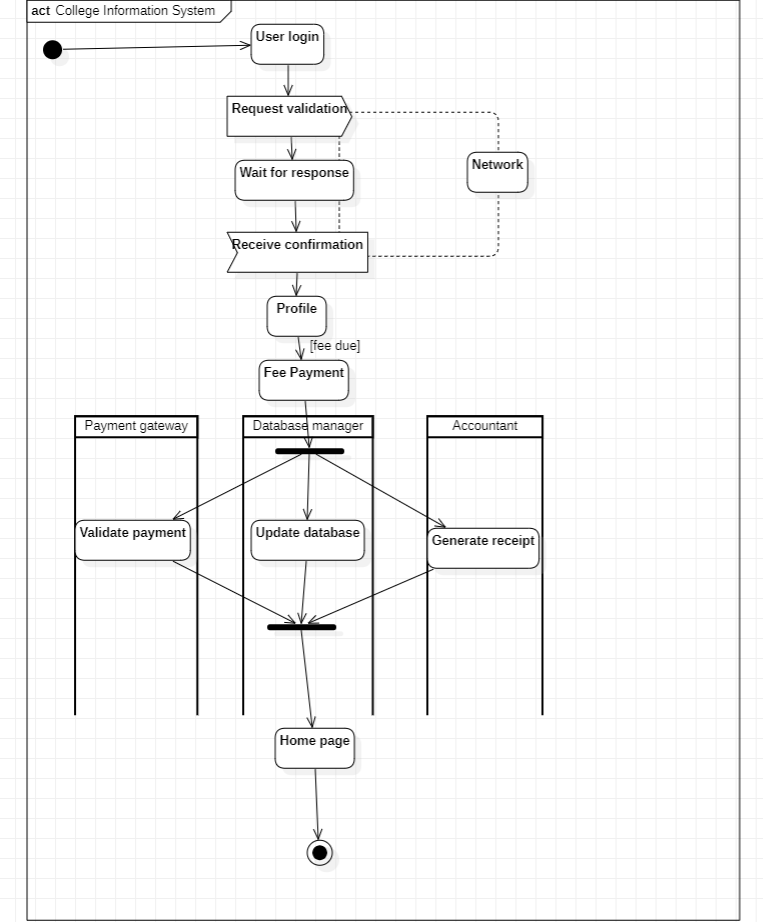 act College Information System
User login
Request validation
Wait for response
Network
Receive confirmation
Profile
[fee due]
Fee Payment
Payment gateway
Database manager
Accountant
Validate payment
Update database
Generate receipt
Home page